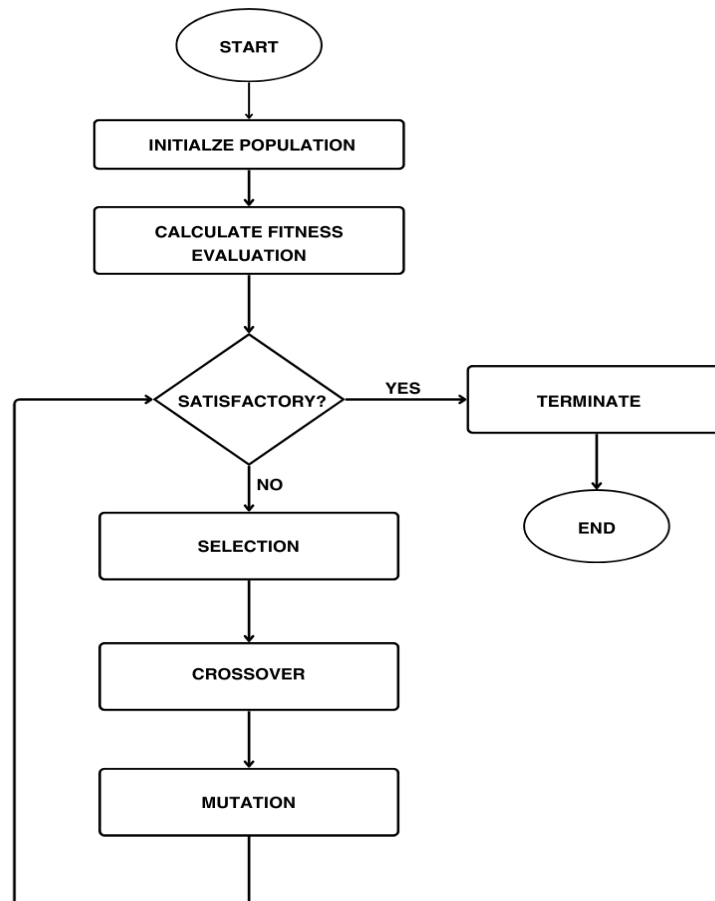 START
INITIALZE POPULATION
CALCULATE FITNESS
EVALUATION
SATISFACTORY?
YES
TERMINATE
NO
END
SELECTION
CROSSOVER
MUTATION